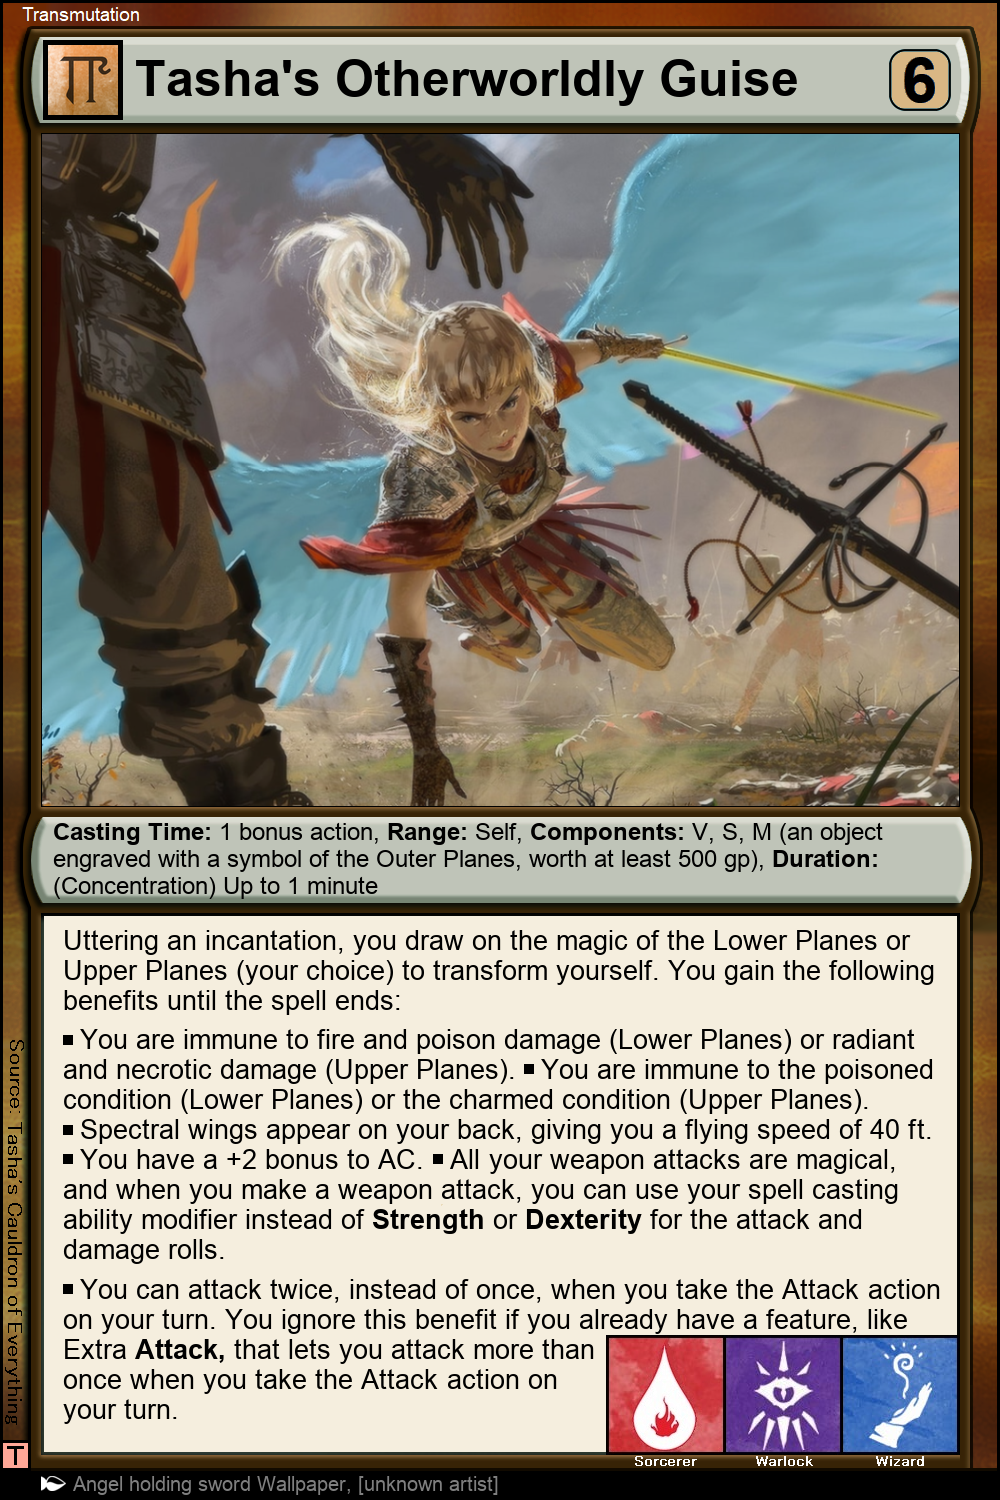 Transmutation
Tasha's Otherworldly Guise
6
Casting Time: 1 bonus action, Range: Self, Components: V, S, M (an object
engraved with a symbol of the Outer Planes, worth at least 500 gp), Duration:
(Concentration) Up to 1 minute
Uttering an incantation, you draw on the magic of the Lower Planes or
Upper Planes (your choice) to transform yourself. You gain the following
benefits until the spell ends:
▪ You are immune to fire and poison damage (Lower Planes) or radiant
and necrotic damage (Upper Planes). ▪ You are immune to the poisoned
condition (Lower Planes) or the charmed condition (Upper Planes).
▪ Spectral wings appear on your back, giving you a flying speed of 40 ft.
▪ You have a +2 bonus to AC. ▪ All your weapon attacks are magical,
and when you make a weapon attack, you can use your spell casting
ability modifier instead of Strength or Dexterity for the attack and
damage rolls.
▪ You can attack twice, instead of once, when you take the Attack action
on your turn. You ignore this benefit if you already have a feature, like
Extra Attack, that lets you attack more than
once when you take the Attack action on
your turn.
Sorcerer
Warlock
Wizard
Source: Tasha's Cauldron of Everything
T
Angel holding sword Wallpaper, [unknown artist]